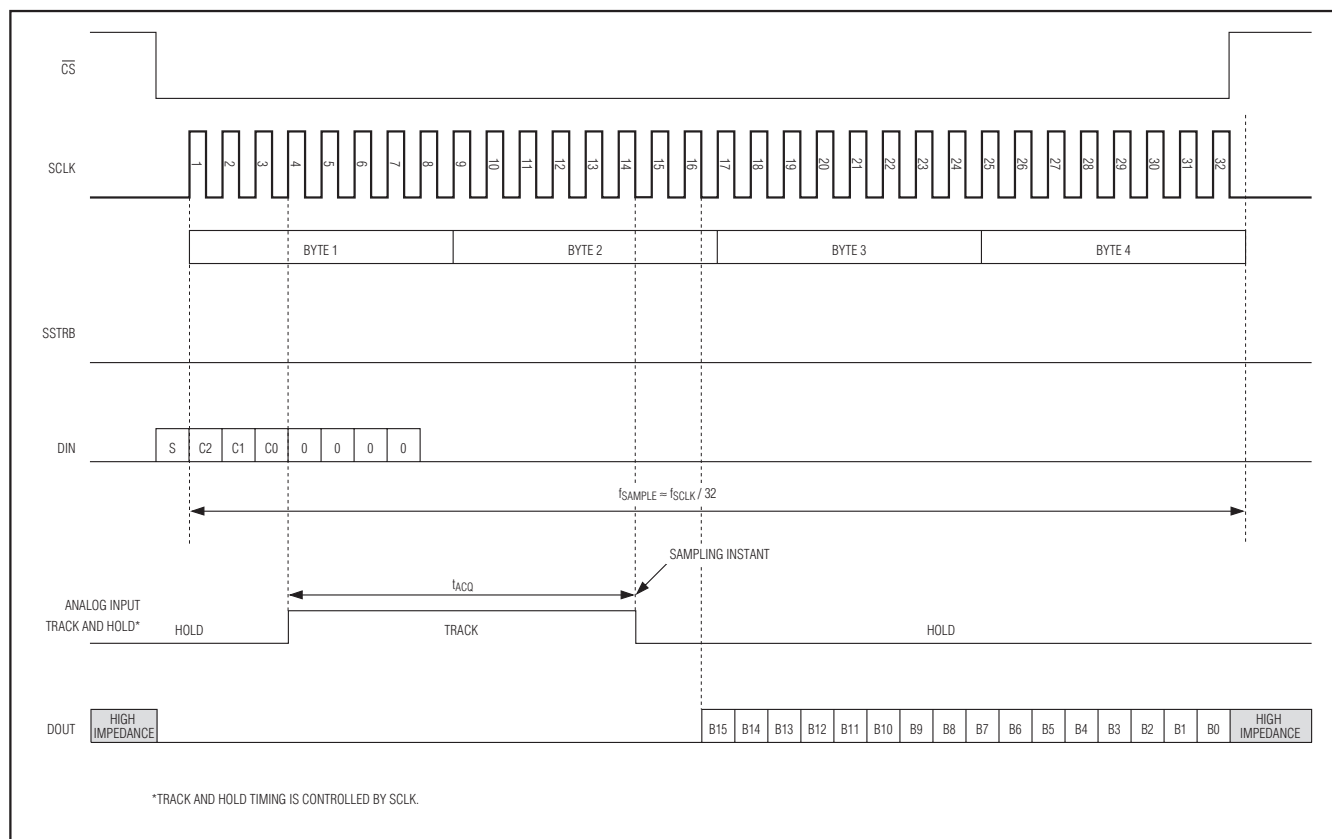 CS
SCLK
1 2 3 4 5 6 7 8 9 10 11 12 13 14 15 16 17 18 19 20 21 22 23 24 25 26 27 28 29 30 31 32
BYTE 1 BYTE 2 BYTE 3 BYTE 4
SSTRB
DIN
S C2 C1 C0 0 0 0 0
fSAMPLE ≈ fSCLK / 32
SAMPLING INSTANT
tACQ
ANALOG INPUT
TRACK AND HOLD*
HOLD TRACK HOLD
DOUT
HIGH
IMPEDANCE
B15 B14 B13 B12 B11 B10 B9 B8 B7 B6 B5 B4 B3 B2 B1 B0
HIGH
IMPEDANCE
*TRACK AND HOLD TIMING IS CONTROLLED BY SCLK.